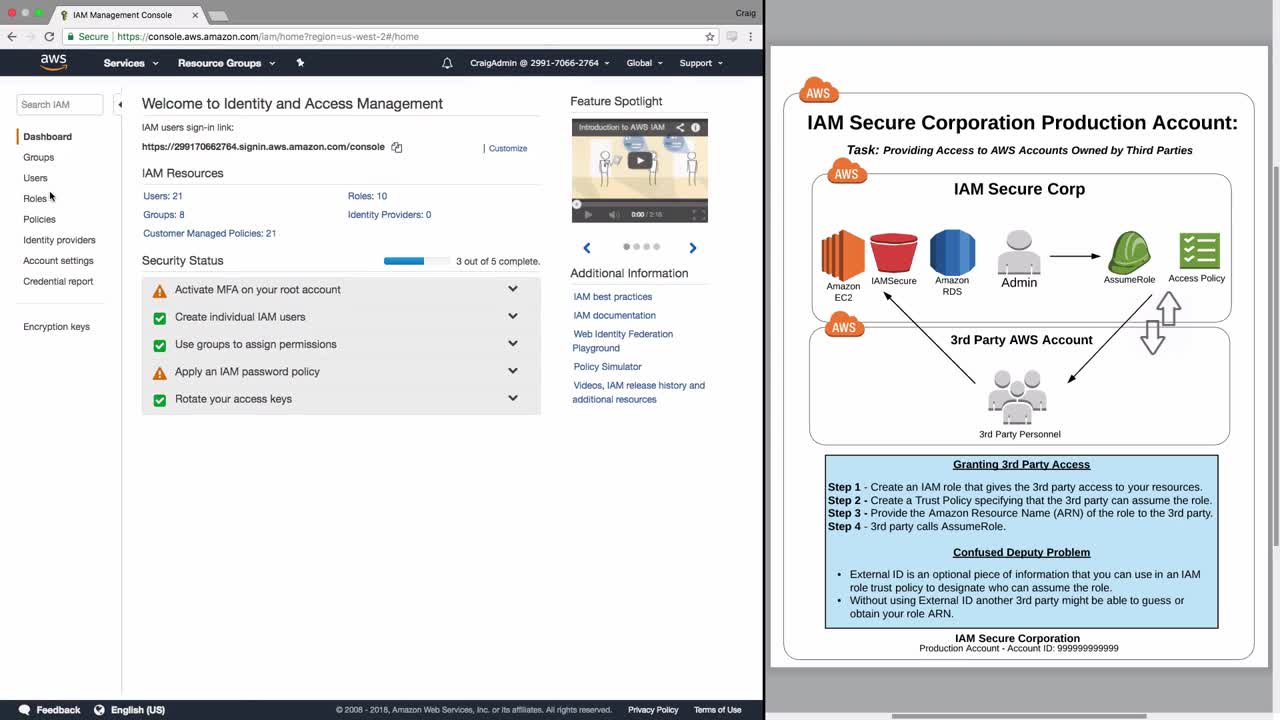 IAM Management Console
Craig
Secure | https://console.aws.amazon.com/iam/home?region=us-west-2#/home
aws
Services
Resource Groups
CraigAdmin @ 2991-7066-2764
Global
Support
Search IAM
Dashboard
Groups
Users
Roles
Policies
Identity providers
Account settings
Credential report
Encryption keys
Welcome to Identity and Access Management
IAM users sign-in link:
https://299170662764.signin.aws.amazon.com/console
Customize
IAM Resources
Users: 21
Roles: 10
Groups: 8
Identity Providers: 0
Customer Managed Policies: 21
Security Status
3 out of 5 complete.
Activate MFA on your root account
Create individual IAM users
Use groups to assign permissions
Apply an IAM password policy
Rotate your access keys
Feature Spotlight
Introduction to AWS IAM
0:00 / 2:16
Additional Information
IAM best practices
IAM documentation
Web Identity Federation
Playground
Policy Simulator
Videos, IAM release history and
additional resources
Feedback
English (US)
© 2008 - 2018, Amazon Web Services, Inc. or its affiliates. All rights reserved.
Privacy Policy
Terms of Use
AWS
IAM Secure Corporation Production Account:
Task: Providing Access to AWS Accounts Owned by Third Parties
AWS
IAM Secure Corp
Amazon
EC2
IAMSecure
Amazon
RDS
Admin
AssumeRole
Access Policy
AWS
3rd Party AWS Account
3rd Party Personnel
Granting 3rd Party Access
Step 1 - Create an IAM role that gives the 3rd party access to your resources.
Step 2 - Create a Trust Policy specifying that the 3rd party can assume the role.
Step 3 - Provide the Amazon Resource Name (ARN) of the role to the 3rd party.
Step 4 - 3rd party calls AssumeRole.
Confused Deputy Problem
• External ID is an optional piece of information that you can use in an IAM
role trust policy to designate who can assume the role.
• Without using External ID another 3rd party might be able to guess or
obtain your role ARN.
IAM Secure Corporation
Production Account - Account ID: 999999999999